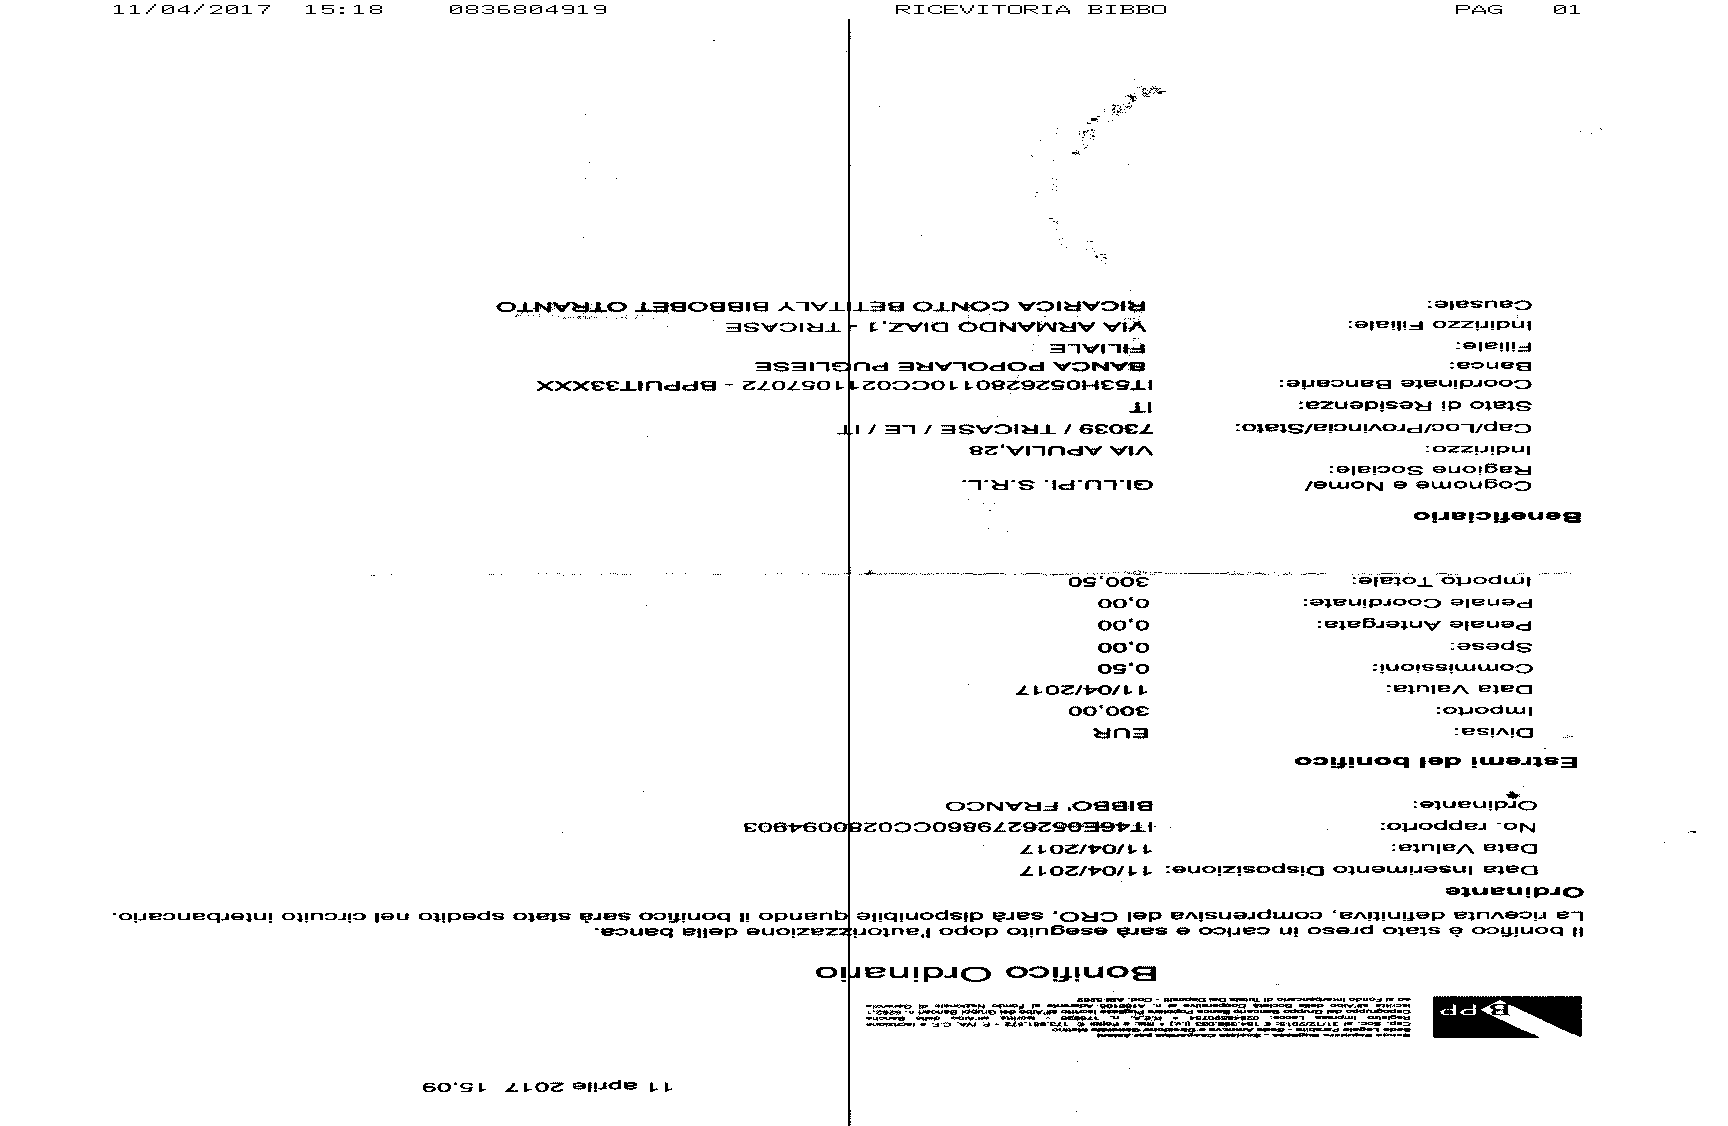 11/04/2017 15:18 0836804919 RICEVITORIA BIBBO PAG 01
11 aprile 2017 15.09
BPP
Bonifico Ordinario
Il bonifico è stato preso in carico e sarà eseguito dopo l'autorizzazione della banca.
La ricevuta definitiva, comprensiva del CRO, sarà disponibile quando il bonifico sarà stato spedito nel circuito interbancario.
Ordinante
Data Inserimento Disposizione: 11/04/2017
Data Valuta: 11/04/2017
No. rapporto: IT46E0526279860CC0280094903
Ordinante: BIBBO' FRANCO
Estremi del bonifico
Divisa: EUR
Importo: 300,00
Data Valuta: 11/04/2017
Commissioni: 0,50
Spese: 0,00
Penale Antergata: 0,00
Penale Coordinate: 0,00
Importo Totale: 300,50
Beneficiario
Cognome e Nome/ GI.LU.PI. S.R.L.
Ragione Sociale:
Indirizzo: VIA APULIA,28
Cap/Loc/Provincia/Stato: 73039 / TRICASE / LE / IT
Stato di Residenza: IT
Coordinate Bancarie: IT53H0526280110CC0211057072 - BPPUIT33XXX
Banca: BANCA POPOLARE PUGLIESE
Filiale: FILIALE
Indirizzo Filiale: VIA ARMANDO DIAZ,1 - TRICASE
Causale: RICARICA CONTO BETITALY BIBBOBET OTRANTO